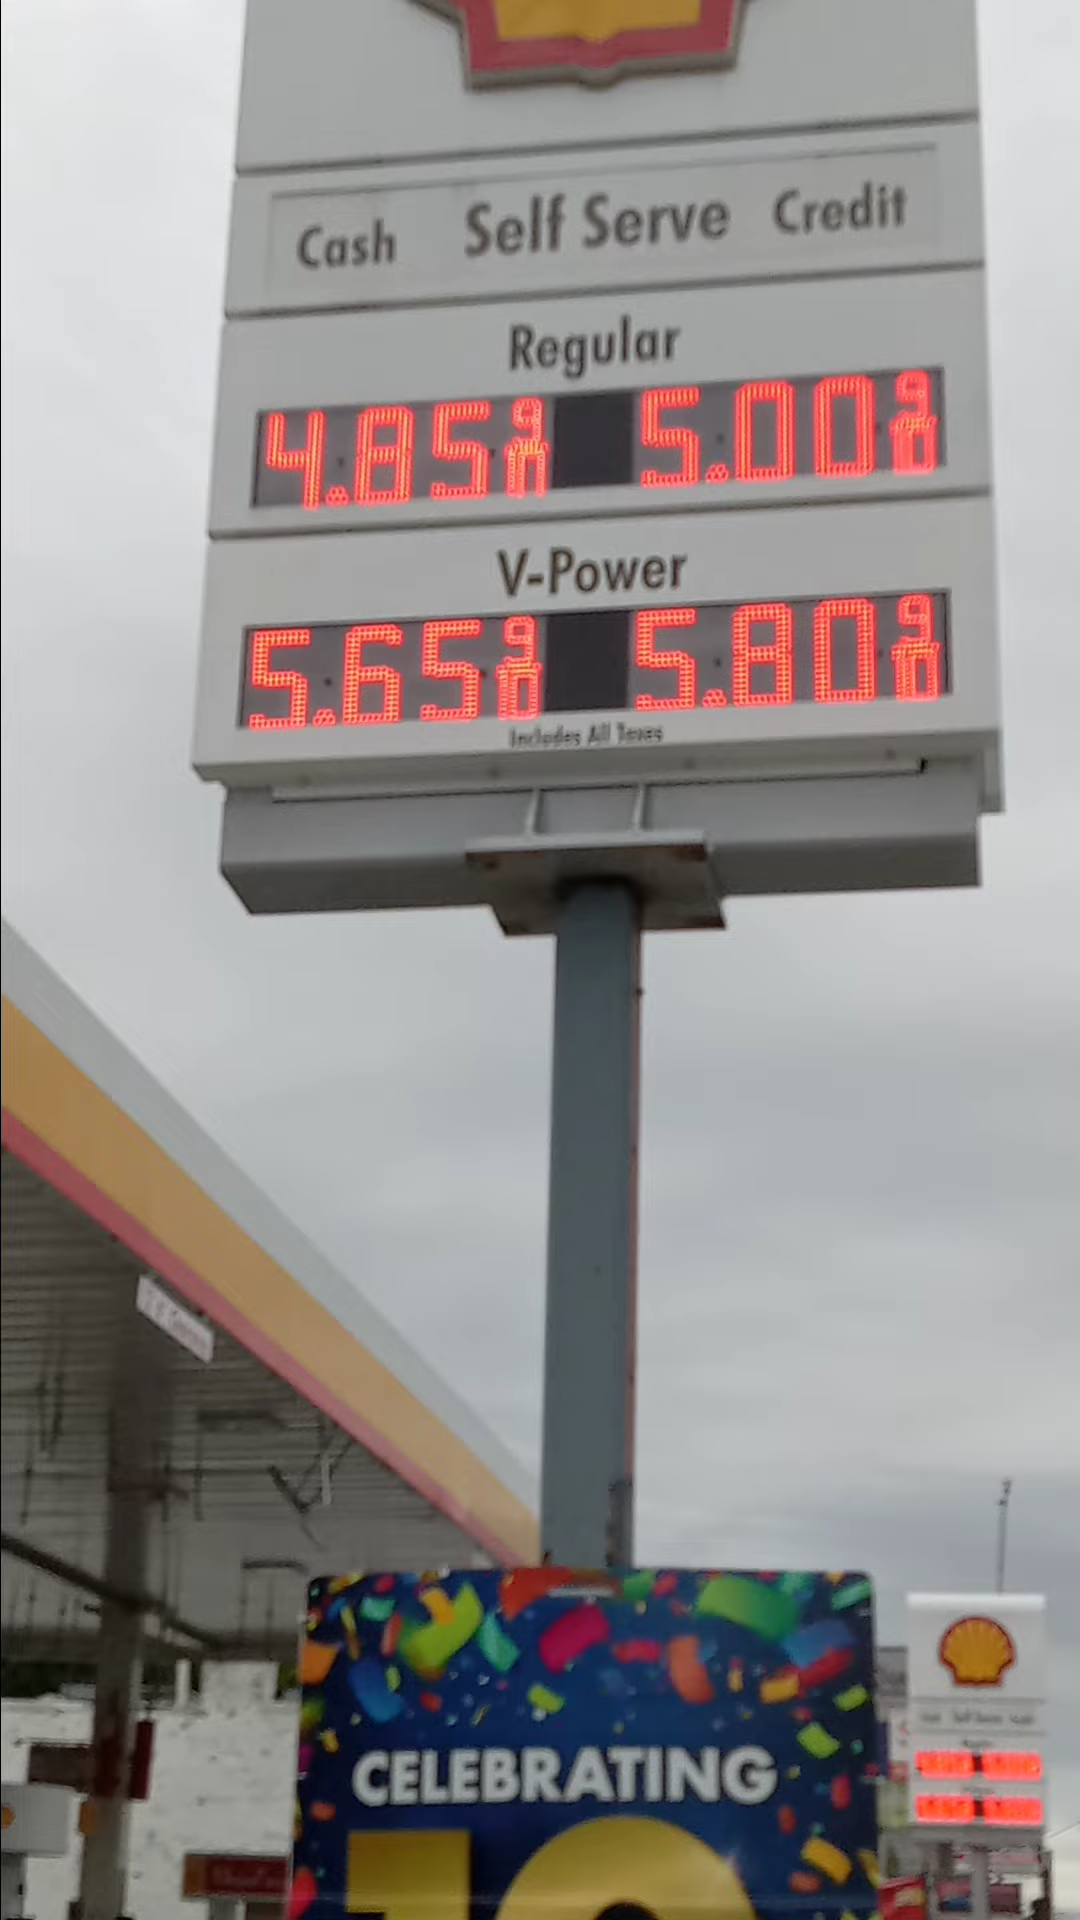 Cash Self Serve Credit
Regular
4.85 9/10 5.00 9/10
V-Power
5.65 9/10 5.80 9/10
Includes All Taxes
CELEBRATING